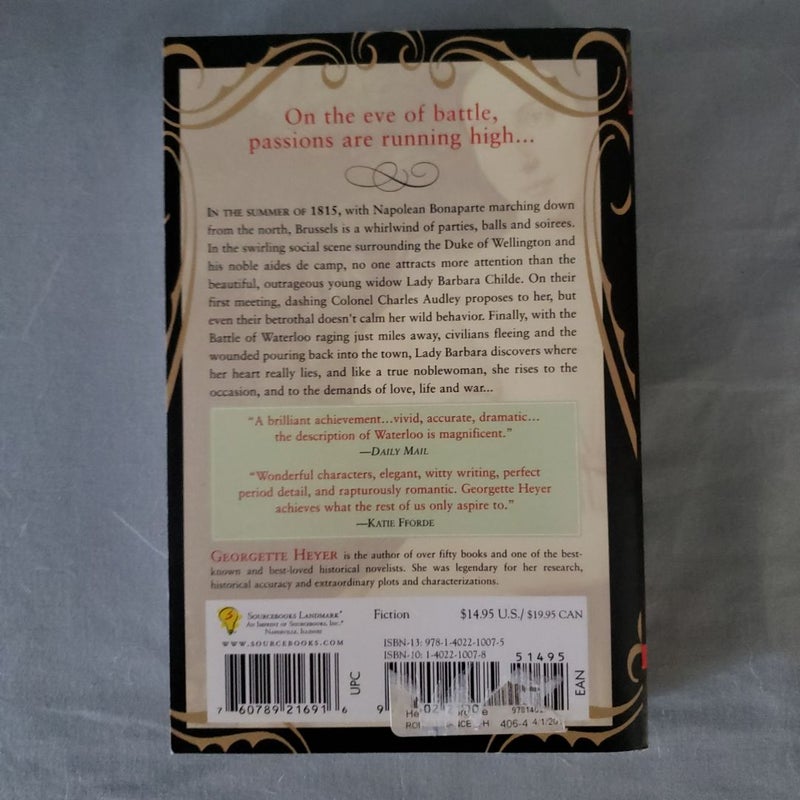 On the eve of battle,
passions are running high...
IN THE SUMMER OF 1815, with Napolean Bonaparte marching down
from the north, Brussels is a whirlwind of parties, balls and soirees.
In the swirling social scene surrounding the Duke of Wellington and
his noble aides de camp, no one attracts more attention than the
beautiful, outrageous young widow Lady Barbara Childe. On their
first meeting, dashing Colonel Charles Audley proposes to her, but
even their betrothal doesn't calm her wild behavior. Finally, with the
Battle of Waterloo raging just miles away, civilians fleeing and the
wounded pouring back into the town, Lady Barbara discovers where
her heart really lies, and like a true noblewoman, she rises to the
occasion, and to the demands of love, life and war...
"A brilliant achievement...vivid, accurate, dramatic...
the description of Waterloo is magnificent."
—DAILY MAIL
"Wonderful characters, elegant, witty writing, perfect
period detail, and rapturously romantic. Georgette Heyer
achieves what the rest of us only aspire to."
—KATIE FFORDE
GEORGETTE HEYER is the author of over fifty books and one of the best-
known and best-loved historical novelists. She was legendary for her research,
historical accuracy and extraordinary plots and characterizations.
SOURCEBOOKS LANDMARK®
AN IMPRINT OF SOURCEBOOKS, INC.®
NAPERVILLE, ILLINOIS
WWW.SOURCEBOOKS.COM
Fiction
$14.95 U.S./ $19.95 CAN
ISBN-13: 978-1-4022-1007-5
ISBN-10: 1-4022-1007-8
51495
UPC
EAN
7 60789 21691 6
9
406-4 4/1/20